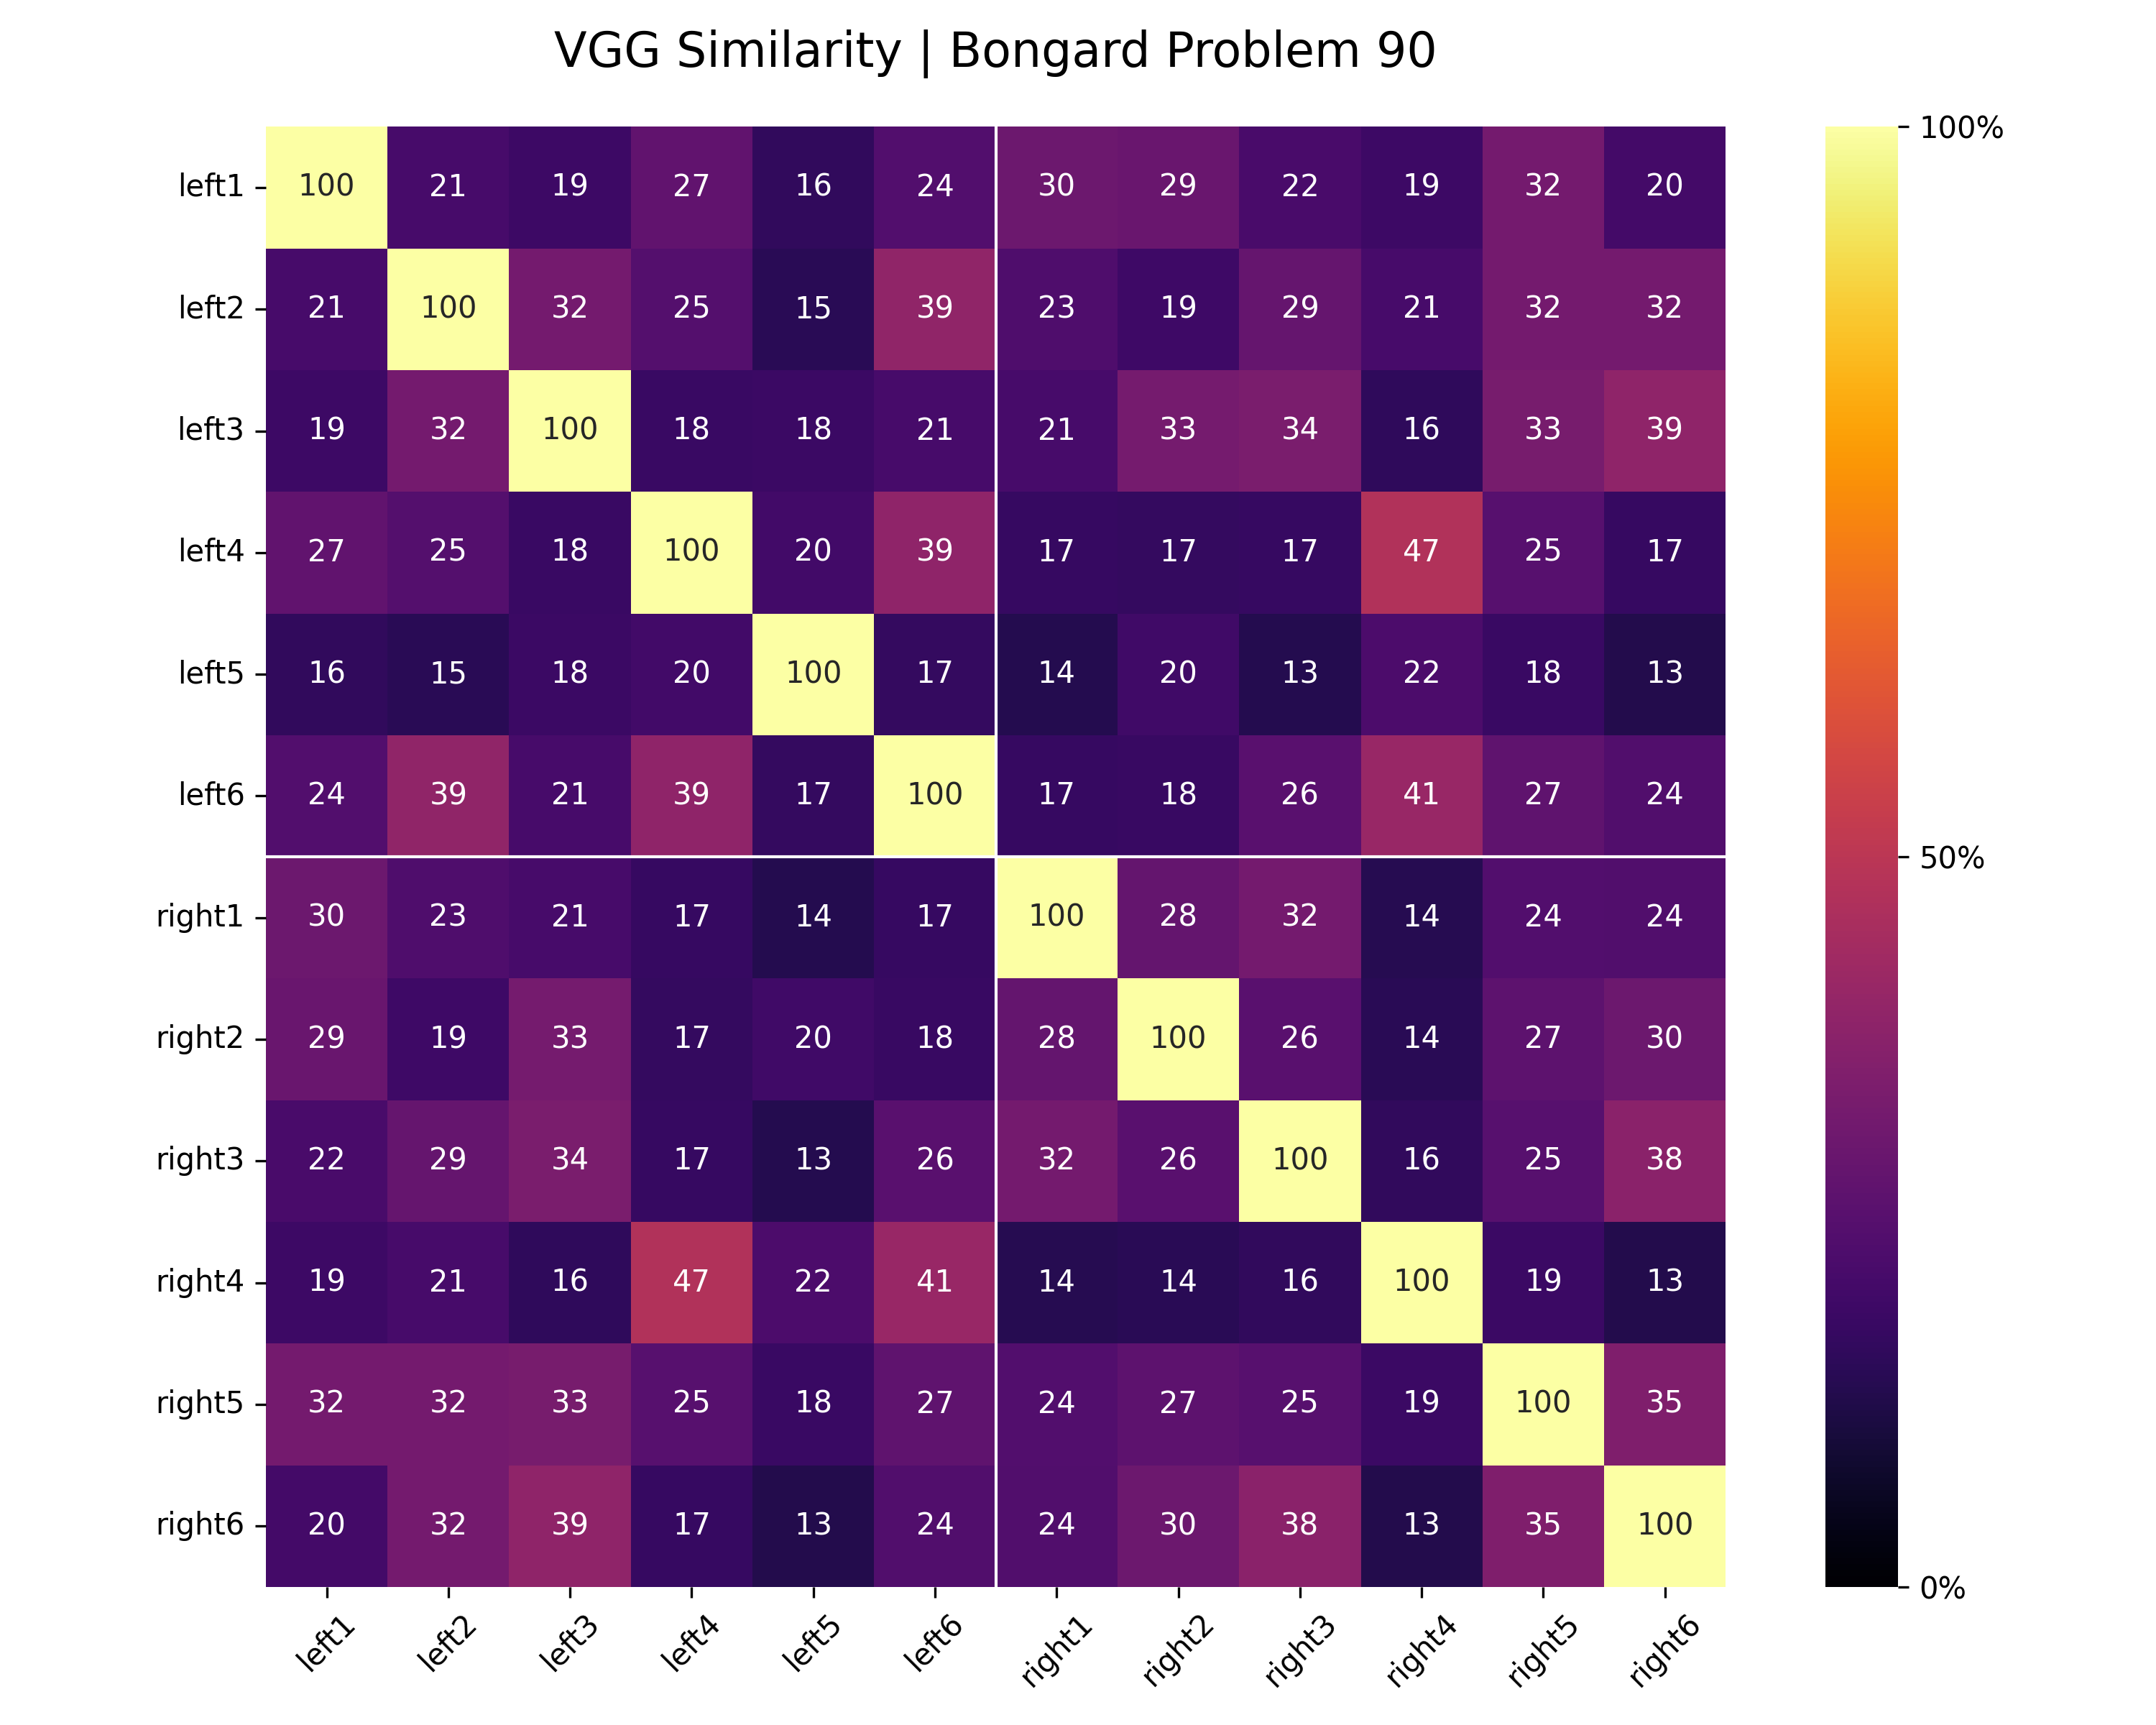 VGG Similarity | Bongard Problem 90
left1 100 21 19 27 16 24 30 29 22 19 32 20
left2 21 100 32 25 15 39 23 19 29 21 32 32
left3 19 32 100 18 18 21 21 33 34 16 33 39
left4 27 25 18 100 20 39 17 17 17 47 25 17
left5 16 15 18 20 100 17 14 20 13 22 18 13
left6 24 39 21 39 17 100 17 18 26 41 27 24
right1 30 23 21 17 14 17 100 28 32 14 24 24
right2 29 19 33 17 20 18 28 100 26 14 27 30
right3 22 29 34 17 13 26 32 26 100 16 25 38
right4 19 21 16 47 22 41 14 14 16 100 19 13
right5 32 32 33 25 18 27 24 27 25 19 100 35
right6 20 32 39 17 13 24 24 30 38 13 35 100
left1 left2 left3 left4 left5 left6 right1 right2 right3 right4 right5 right6
100%
50%
0%